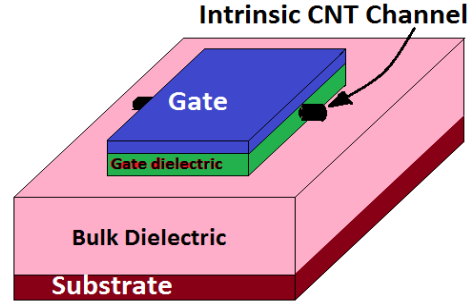 Intrinsic CNT Channel
Gate
Gate dielectric
Bulk Dielectric
Substrate